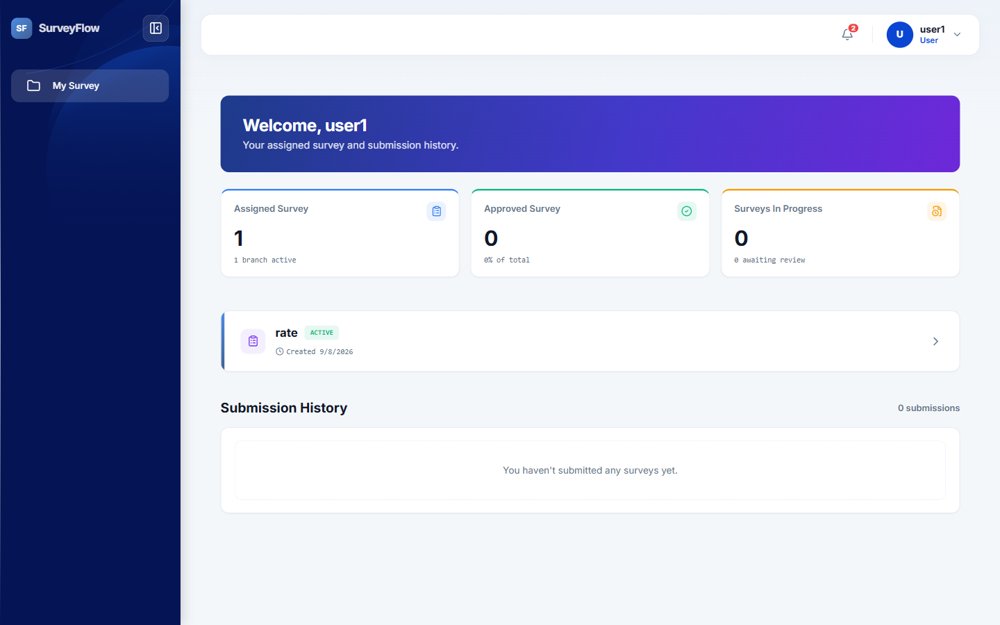 SF SurveyFlow
My Survey
2
U
user1
User
Welcome, user1
Your assigned survey and submission history.
Assigned Survey
1
1 branch active
Approved Survey
0
0% of total
Surveys In Progress
0
0 awaiting review
rate ACTIVE
Created 9/8/2026
Submission History
0 submissions
You haven't submitted any surveys yet.